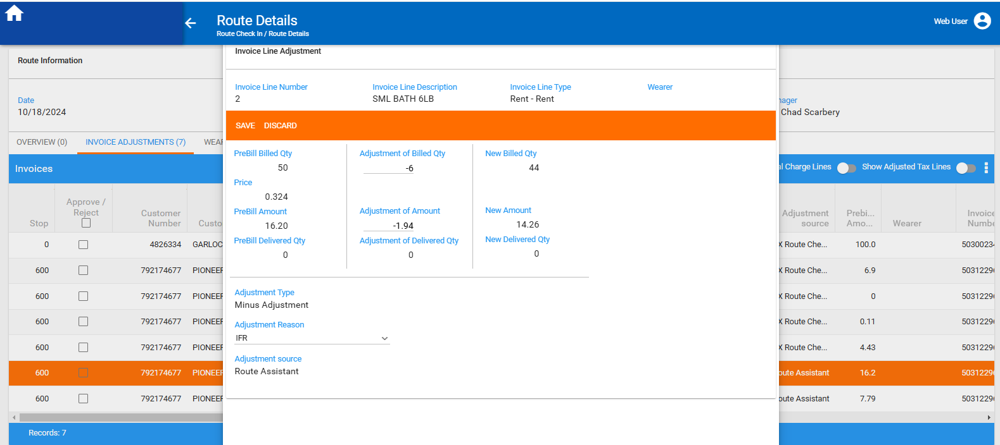 Route Details
Route Check In / Route Details
Web User
Invoice Line Adjustment
Route Information
Invoice Line Number
Invoice Line Description
Invoice Line Type
Wearer
2
SML BATH 6LB
Rent - Rent
Date
10/18/2024
Chad Scarbery
SAVE DISCARD
OVERVIEW (0) INVOICE ADJUSTMENTS (7)
Invoices
al Charge Lines
Show Adjusted Tax Lines
PreBill Billed Qty
50
Price
0.324
PreBill Amount
16.20
PreBill Delivered Qty
0
Adjustment of Billed Qty
-6
Adjustment of Amount
-1.94
Adjustment of Delivered Qty
0
New Billed Qty
44
New Amount
14.26
New Delivered Qty
0
Adjustment Type
Minus Adjustment
Adjustment Reason
IFR
Adjustment source
Route Assistant
Stop
Approve /
Reject
Customer
Number
Custo
Adjustment
source
Prebi...
Amo...
Wearer
Invoice
Numbe
0 4826334 GARLOC X Route Che... 100.0 5030023
600 792174677 PIONEER X Route Che... 6.9 5031229
600 792174677 PIONEER X Route Che... 0 5031229
600 792174677 PIONEER X Route Che... 0.11 5031229
600 792174677 PIONEER X Route Che... 4.43 5031229
600 792174677 PIONEER oute Assistant 16.2 5031229
600 792174677 PIONEER oute Assistant 7.79 5031229
Records: 7